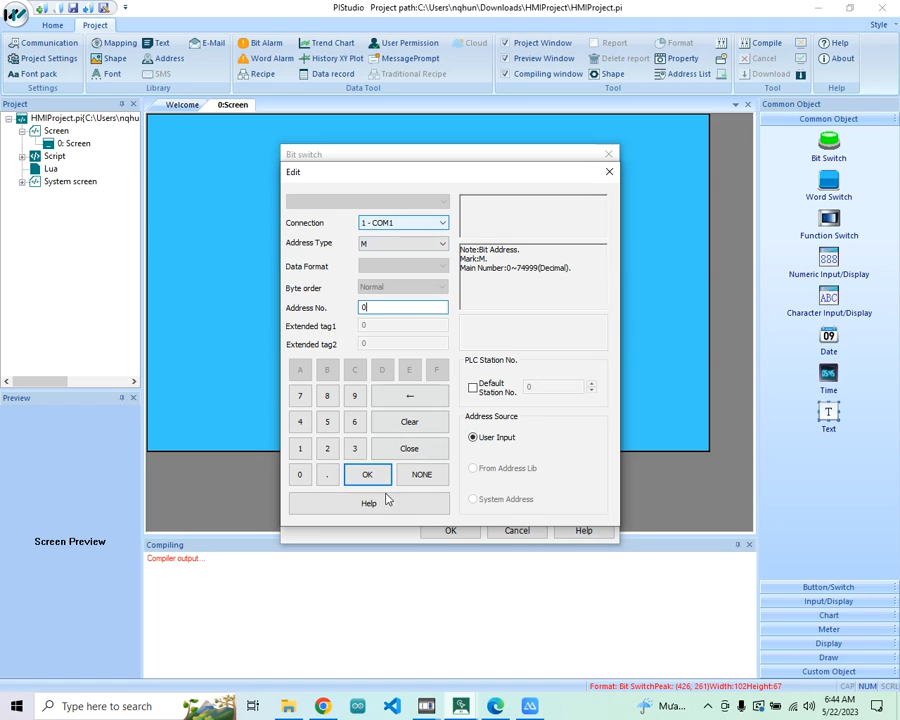 PIStudio Project path:C:\Users\nqhun\Downloads\HMIProject\HMIProject.pi
Home Project Style
Communication Mapping Text E-Mail Bit Alarm Trend Chart User Permission Cloud Project Window Report Format Compile Help
Project Settings Shape Address Word Alarm History XY Plot MessagePrompt Preview Window Delete report Property Cancel About
Font pack Font SMS Recipe Data record Traditional Recipe Compiling window Shape Address List Download
Settings Library Data Tool Tool Tool Help
Project
Welcome 0:Screen
Common Object
HMIProject.pi(C:\Users\nqhu
Screen
0: Screen
Script
Lua
System screen
Preview
Screen Preview
Bit switch
Edit
Connection 1 - COM1
Address Type M
Data Format
Byte order Normal
Address No. 0
Extended tag1 0
Extended tag2 0
Note:Bit Address.
Mark:M.
Main Number:0~74999(Decimal).
A B C D E F
7 8 9 ←
4 5 6 Clear
1 2 3 Close
0 . OK NONE
Help
PLC Station No.
Default
Station No. 0
Address Source
User Input
From Address Lib
System Address
OK Cancel Help
Compiling
Compiler output...
Common Object
Bit Switch
Word Switch
Function Switch
888
Numeric Input/Display
ABC
Character Input/Display
09
Date
Time
T
Text
Button/Switch
Input/Display
Chart
Meter
Display
Draw
Custom Object
Format: Bit SwitchPeak: (426, 261)Width:102Height:67 CAP NUM SCRL
Type here to search
Mưa...
6:44 AM
5/22/2023